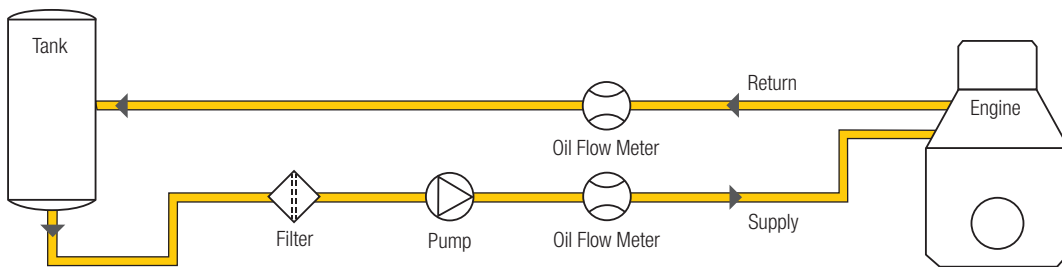 Tank
Return
Engine
Oil Flow Meter
Filter
Pump
Oil Flow Meter
Supply